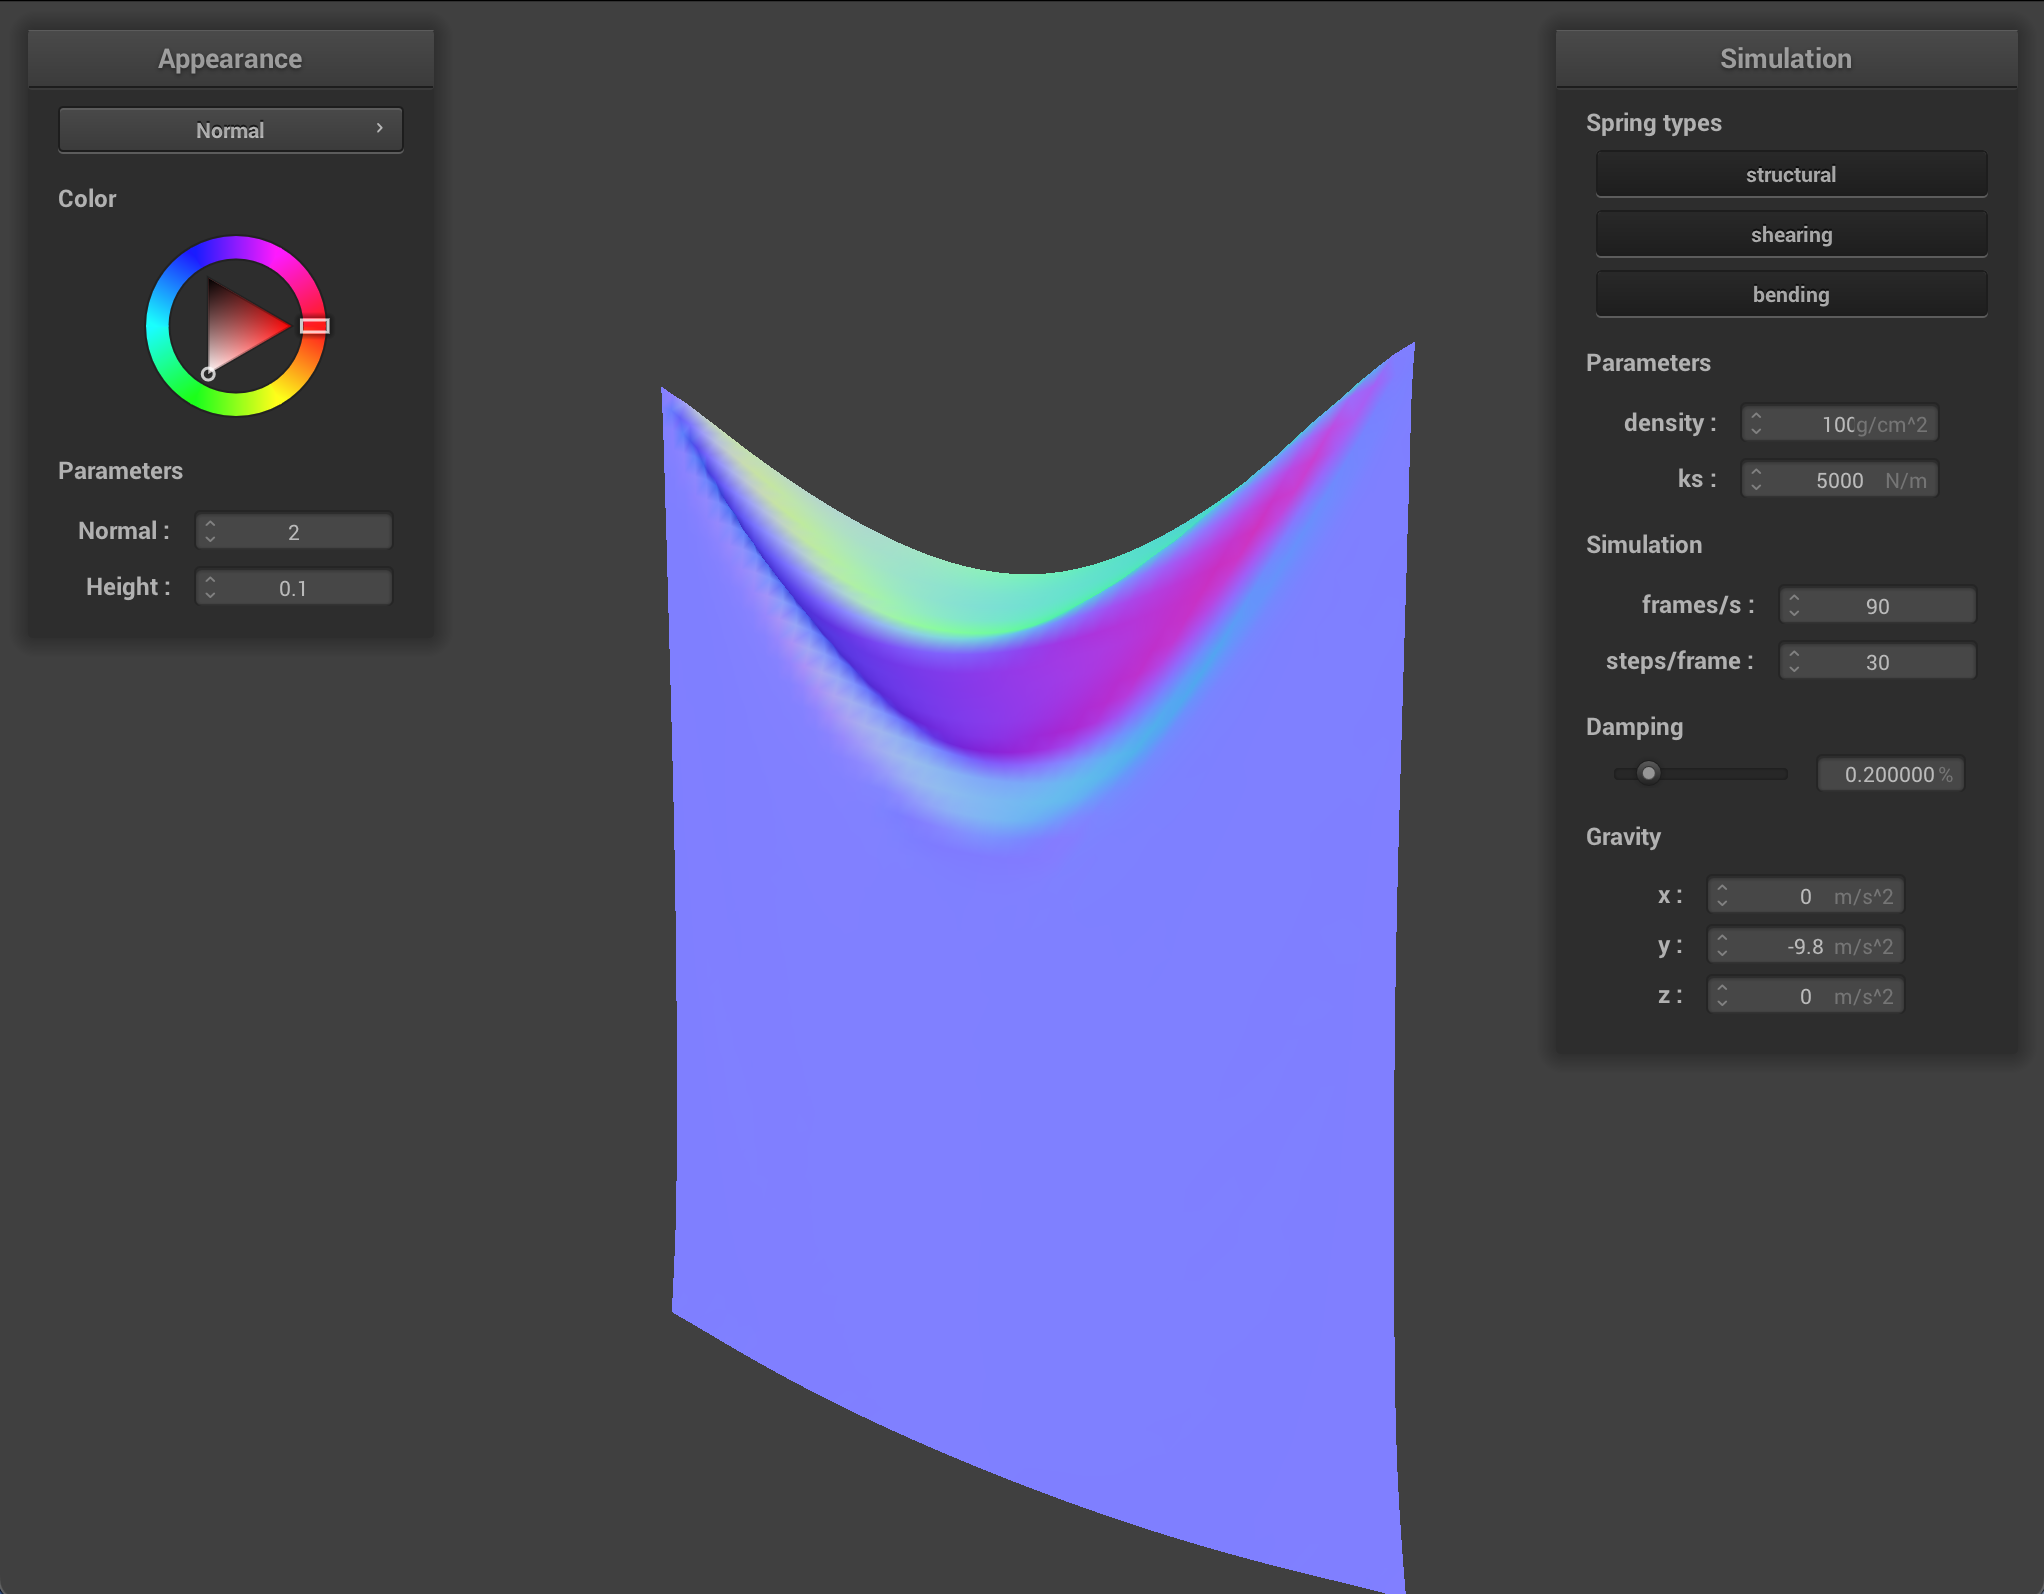 Appearance
Normal
Color
Parameters
Normal : 2
Height : 0.1
Simulation
Spring types
structural
shearing
bending
Parameters
density : g/cm^2
ks : 5000 N/m
Simulation
frames/s : 90
steps/frame : 30
Damping
0.200000 %
Gravity
x : 0 m/s^2
y : -9.8 m/s^2
z : 0 m/s^2